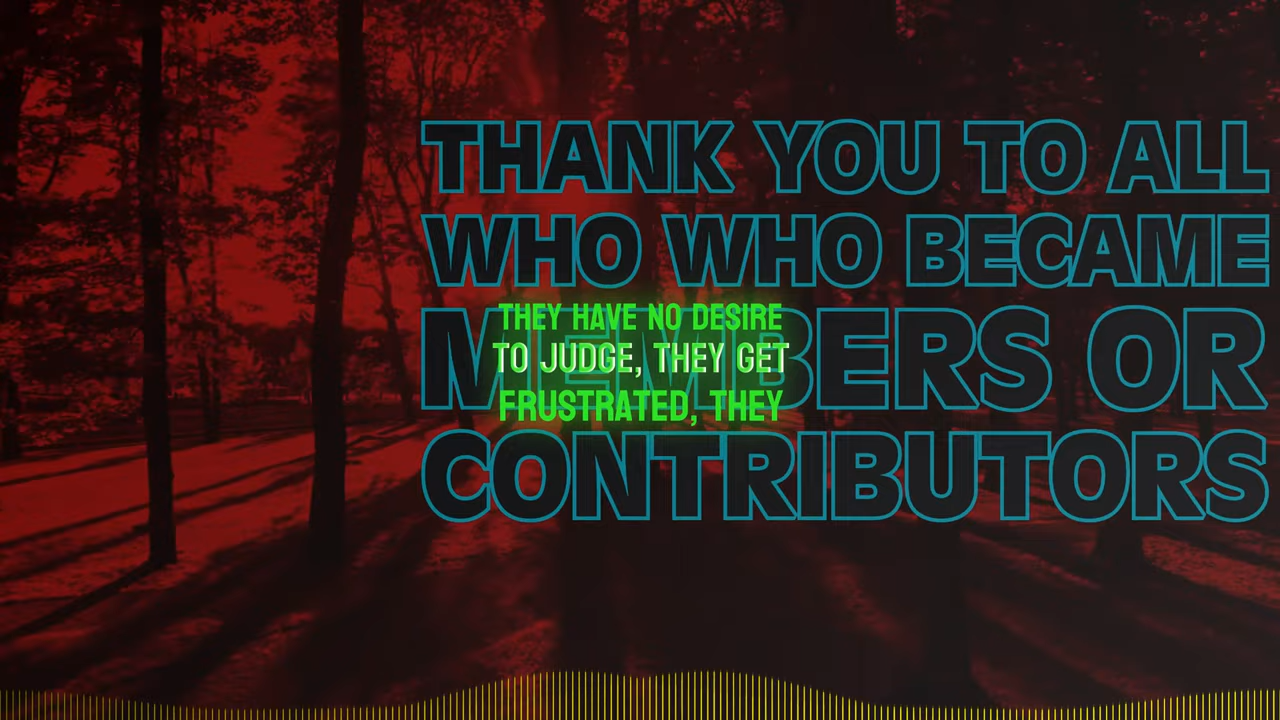 THANK YOU TO ALL
WHO WHO BECAME
MEMBERS OR
CONTRIBUTORS
THEY HAVE NO DESIRE
TO JUDGE, THEY GET
FRUSTRATED, THEY